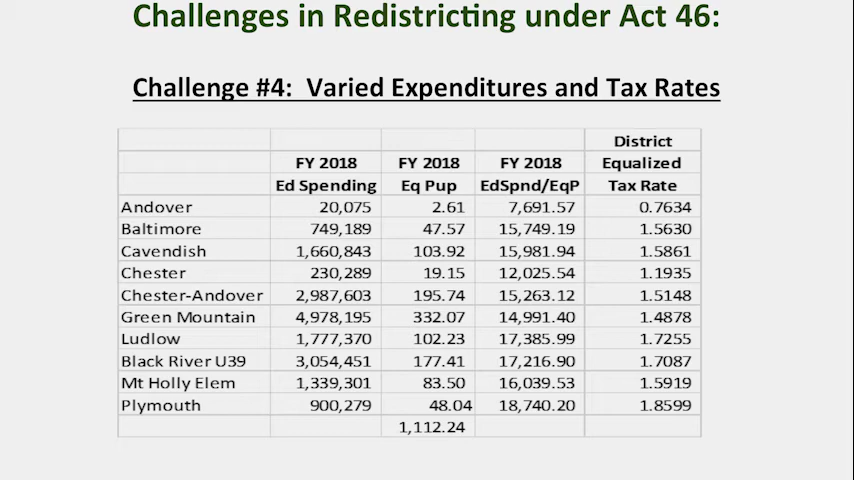 Challenges in Redistricting under Act 46:
Challenge #4: Varied Expenditures and Tax Rates
District
FY 2018 FY 2018 FY 2018 Equalized
Ed Spending Eq Pup EdSpnd/EqP Tax Rate
Andover 20,075 2.61 7,691.57 0.7634
Baltimore 749,189 47.57 15,749.19 1.5630
Cavendish 1,660,843 103.92 15,981.94 1.5861
Chester 230,289 19.15 12,025.54 1.1935
Chester-Andover 2,987,603 195.74 15,263.12 1.5148
Green Mountain 4,978,195 332.07 14,991.40 1.4878
Ludlow 1,777,370 102.23 17,385.99 1.7255
Black River U39 3,054,451 177.41 17,216.90 1.7087
Mt Holly Elem 1,339,301 83.50 16,039.53 1.5919
Plymouth 900,279 48.04 18,740.20 1.8599
1,112.24